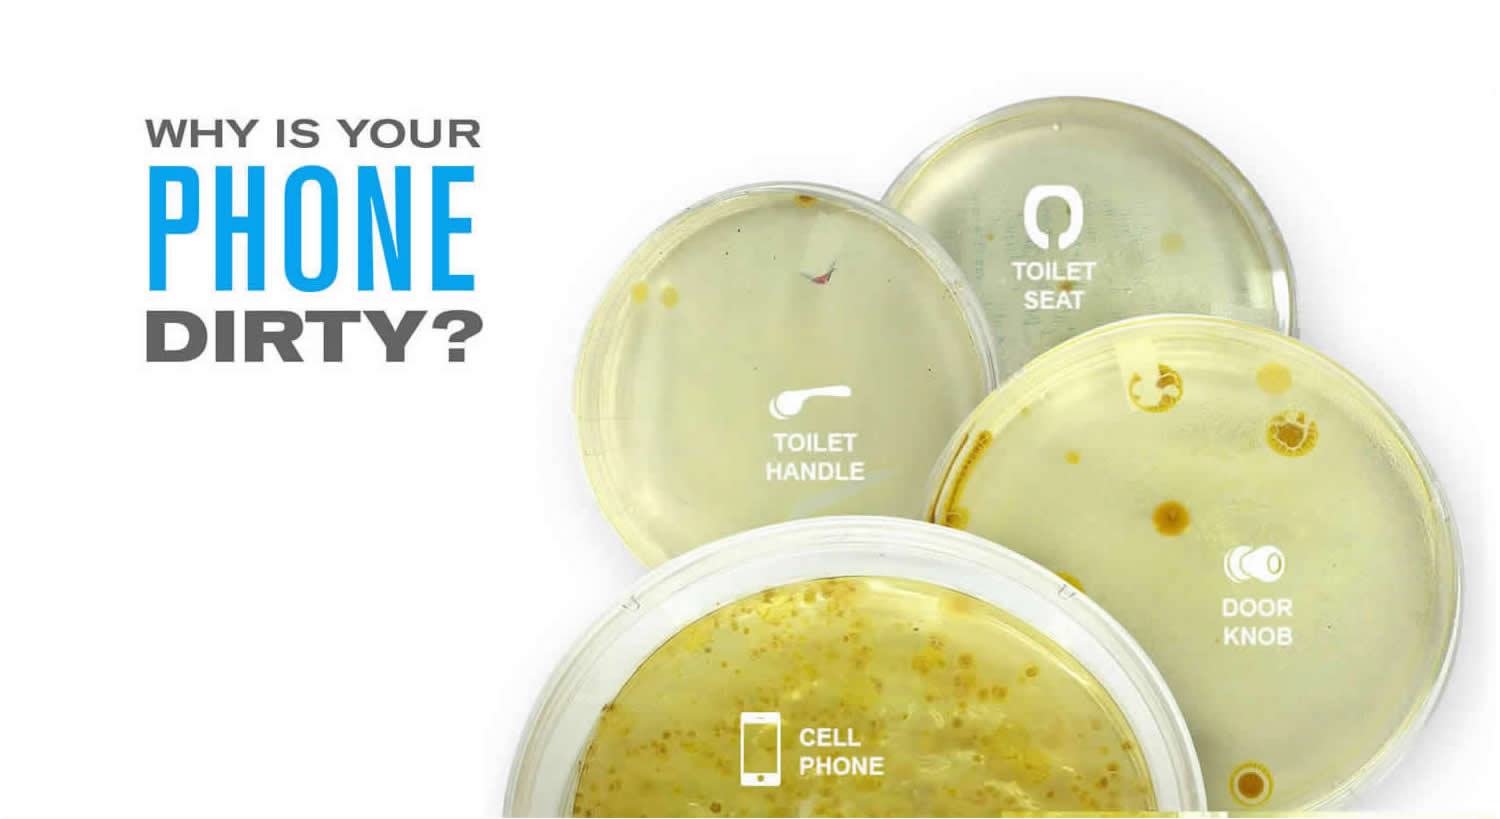 WHY IS YOUR
PHONE
DIRTY?
TOILET
SEAT
TOILET
HANDLE
DOOR
KNOB
CELL
PHONE